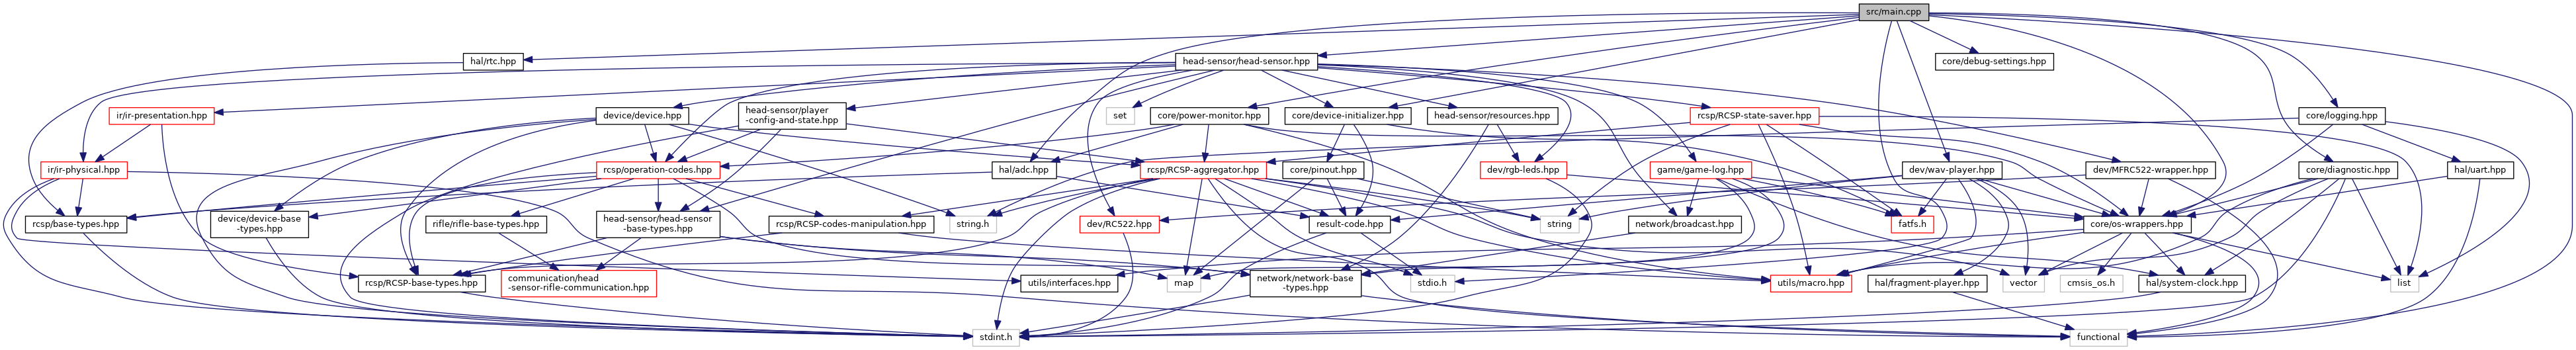 src/main.cpp
hal/rtc.hpp
head-sensor/head-sensor.hpp
core/debug-settings.hpp
ir/ir-presentation.hpp
device/device.hpp
head-sensor/player
-config-and-state.hpp
set
core/power-monitor.hpp
core/device-initializer.hpp
head-sensor/resources.hpp
rcsp/RCSP-state-saver.hpp
core/logging.hpp
ir/ir-physical.hpp
rcsp/operation-codes.hpp
hal/adc.hpp
rcsp/RCSP-aggregator.hpp
core/pinout.hpp
dev/rgb-leds.hpp
game/game-log.hpp
dev/wav-player.hpp
dev/MFRC522-wrapper.hpp
core/diagnostic.hpp
hal/uart.hpp
rcsp/base-types.hpp
device/device-base
-types.hpp
rifle/rifle-base-types.hpp
head-sensor/head-sensor
-base-types.hpp
rcsp/RCSP-codes-manipulation.hpp
string.h
dev/RC522.hpp
result-code.hpp
string
network/broadcast.hpp
fatfs.h
core/os-wrappers.hpp
rcsp/RCSP-base-types.hpp
communication/head
-sensor-rifle-communication.hpp
utils/interfaces.hpp
map
network/network-base
-types.hpp
stdio.h
utils/macro.hpp
hal/fragment-player.hpp
vector
cmsis_os.h
hal/system-clock.hpp
list
stdint.h
functional